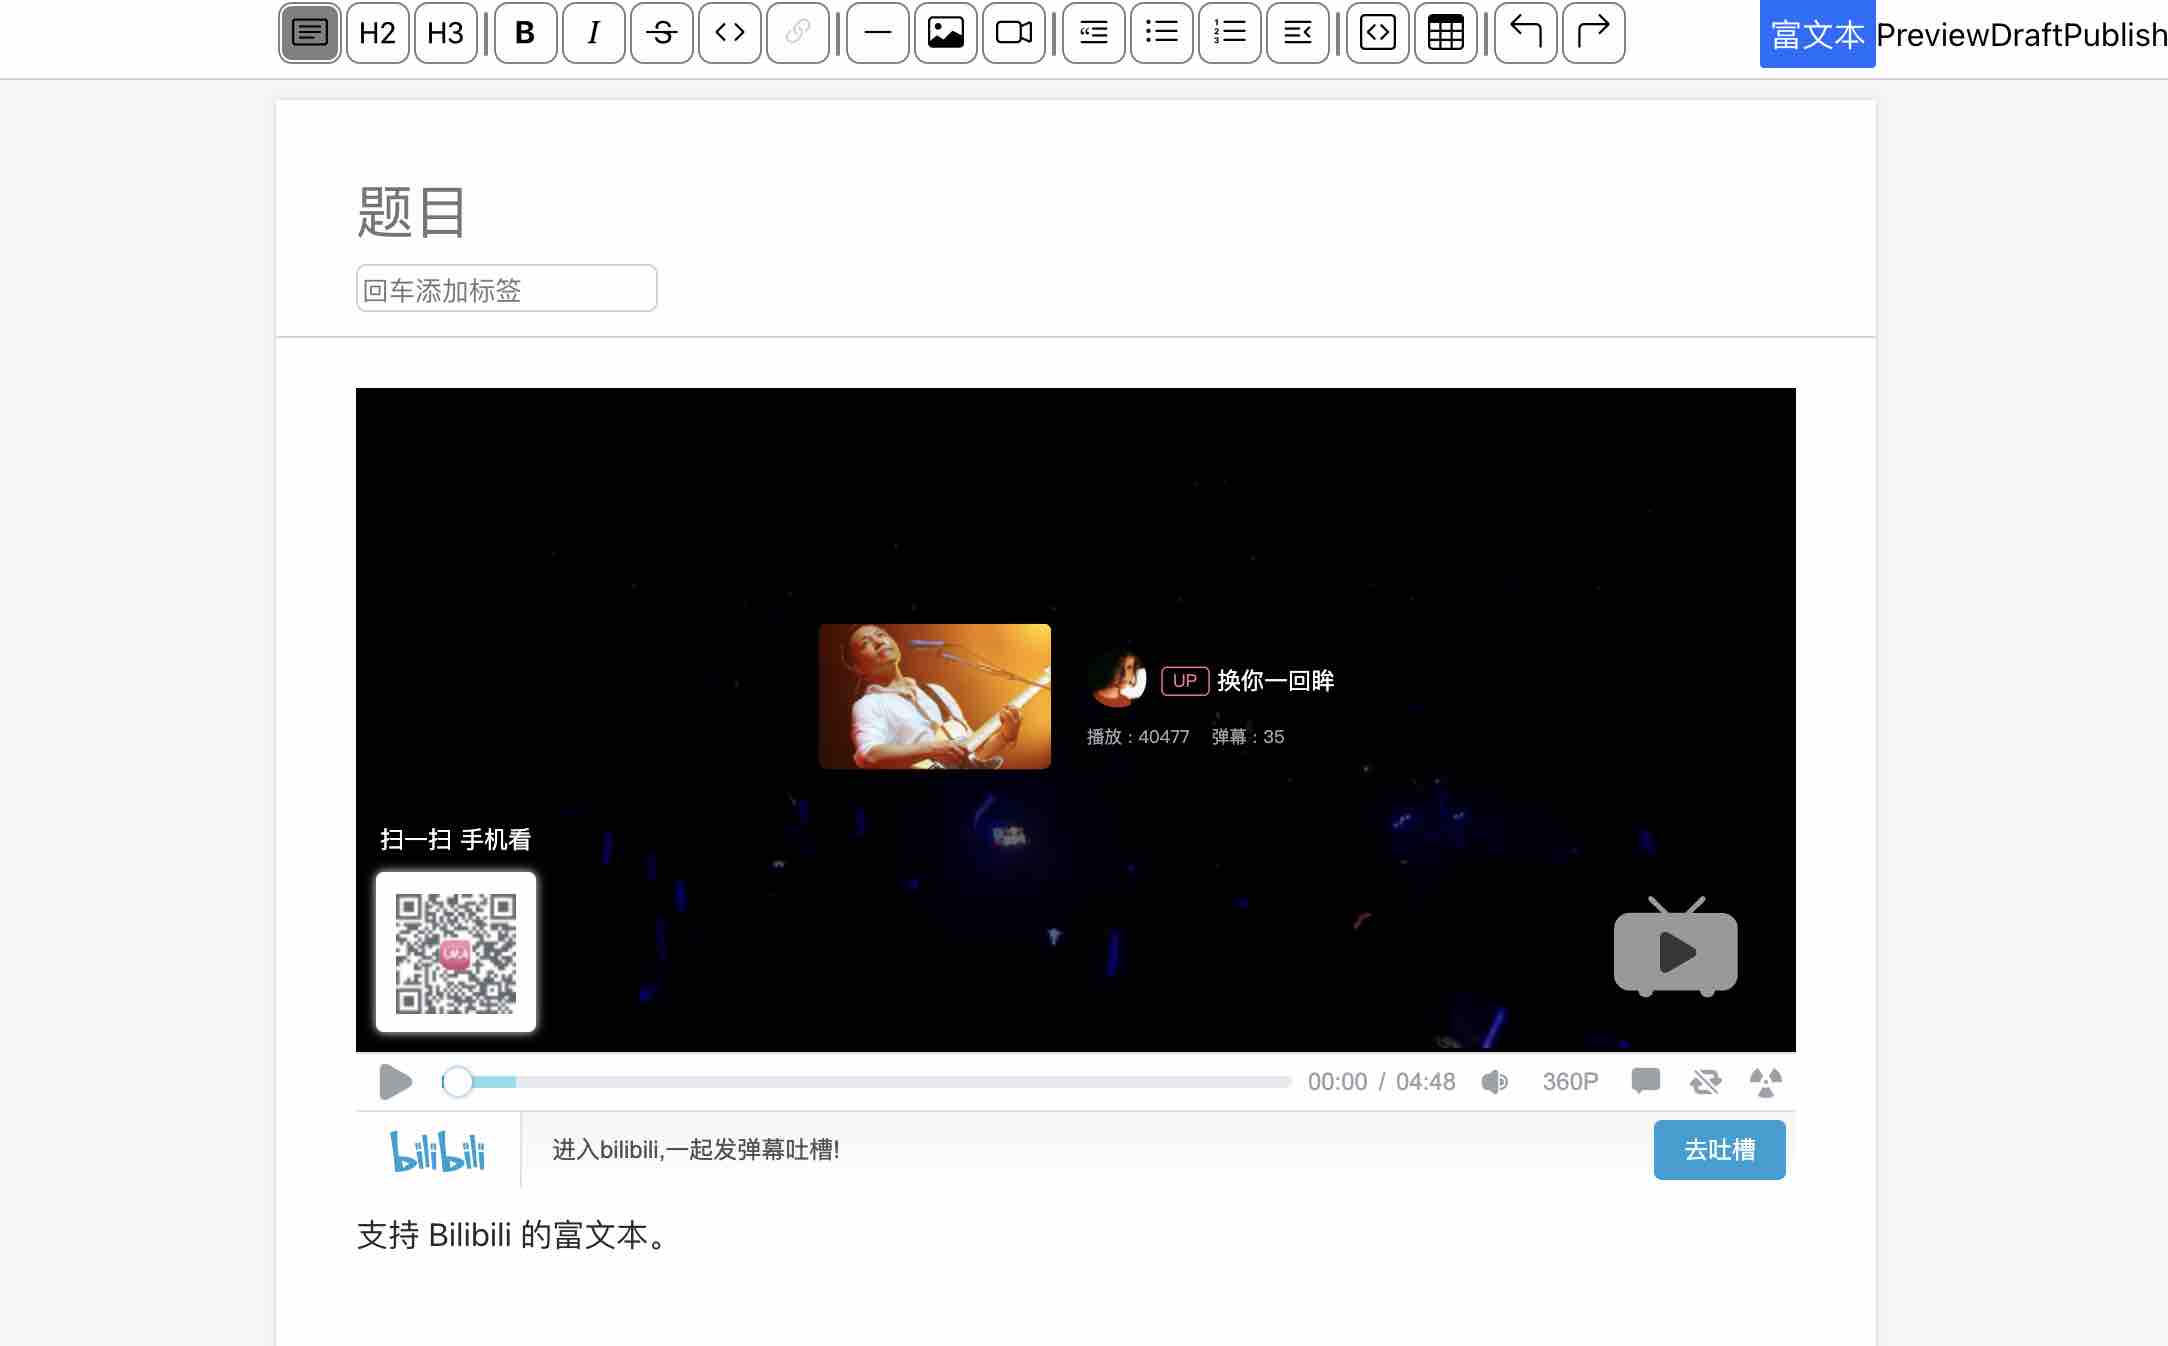 H2 H3 B I S 富文本 Preview Draft Publish
题目
回车添加标签
UP 换你一回眸
播放：40477 弹幕：35
扫一扫 手机看
00:00 / 04:48 360P
bilibili 进入bilibili,一起发弹幕吐槽! 去吐槽
支持 Bilibili 的富文本。